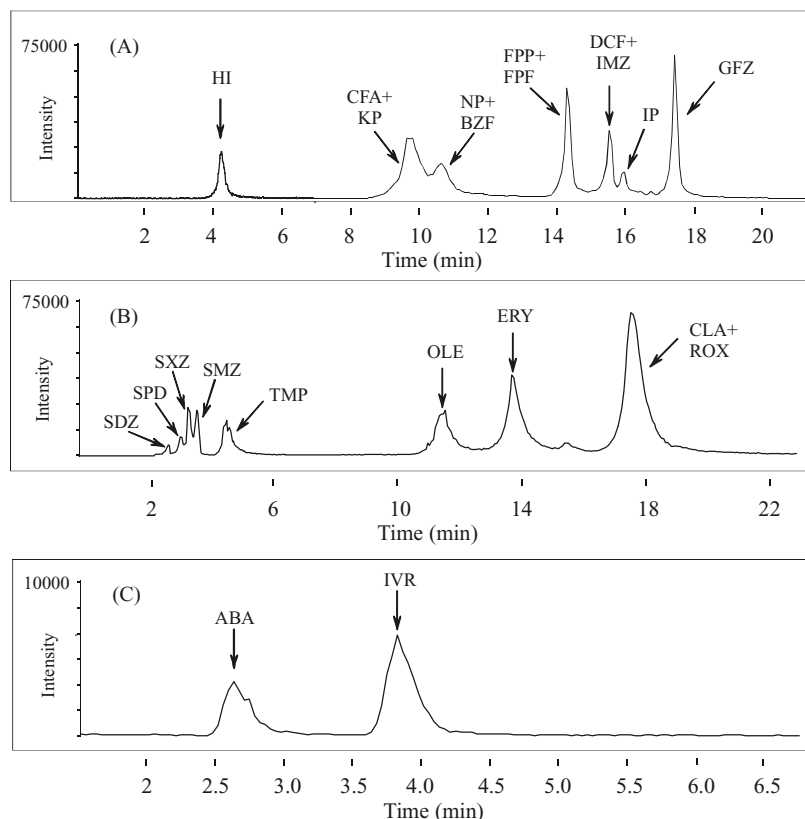 75000
(A)
Intensity
HI
CFA+
KP
NP+
BZF
FPP+
FPF
DCF+
IMZ
IP
GFZ
2 4 6 8 10 12 14 16 18 20
Time (min)
75000
(B)
Intensity
SDZ
SPD
SXZ
SMZ
TMP
OLE
ERY
CLA+
ROX
2 6 10 14 18 22
Time (min)
10000
(C)
Intensity
ABA
IVR
2 2.5 3.0 3.5 4.0 4.5 5.0 5.5 6.0 6.5
Time (min)